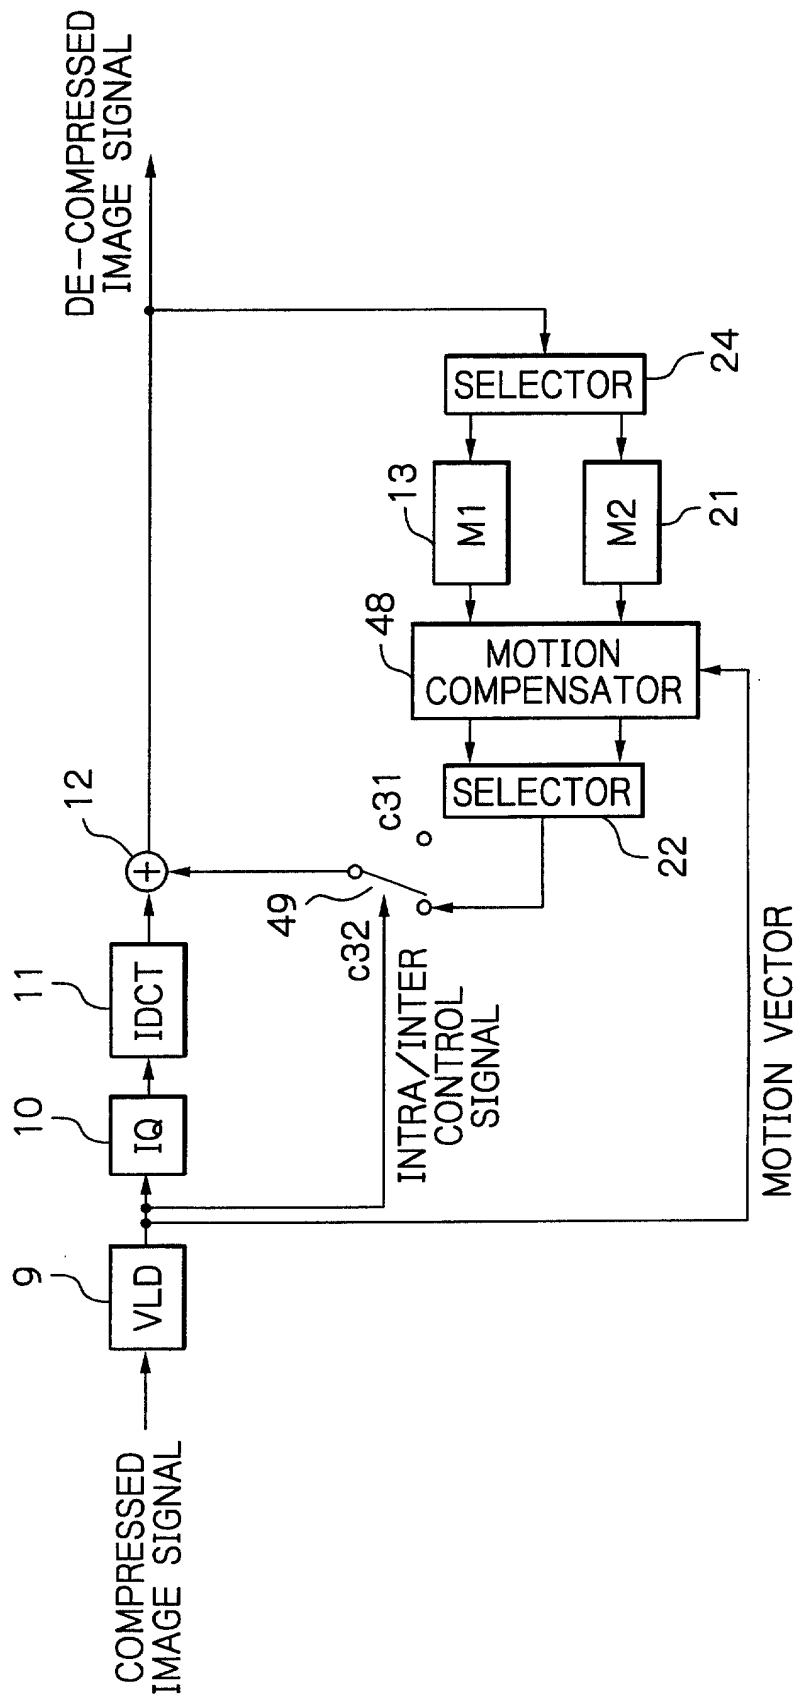 COMPRESSED
IMAGE SIGNAL
9
VLD
10
IQ
11
IDCT
12
+
DE-COMPRESSED
IMAGE SIGNAL
INTRA/INTER
CONTROL
SIGNAL
c32
49
c31
SELECTOR
22
MOTION
COMPENSATOR
48
M1
13
M2
21
SELECTOR
24
MOTION VECTOR